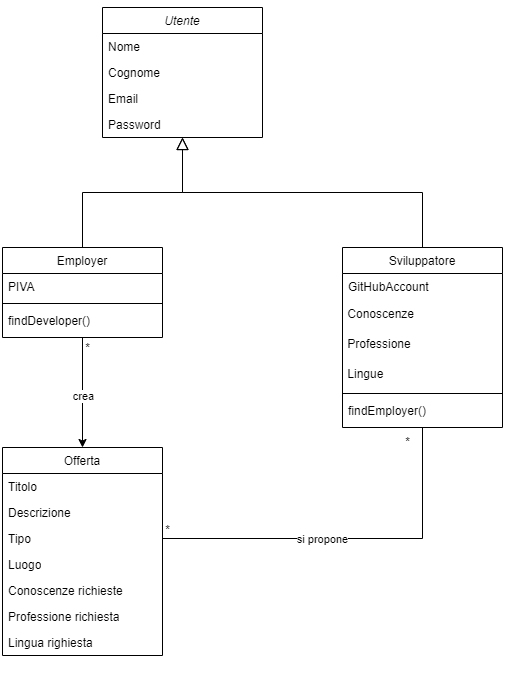 Utente
Nome
Cognome
Email
Password
Employer
PIVA
findDeveloper()
*
crea
Sviluppatore
GitHubAccount
Conoscenze
Professione
Lingue
findEmployer()
*
Offerta
Titolo
Descrizione
Tipo
Luogo
Conoscenze richieste
Professione richiesta
Lingua righiesta
*
si propone